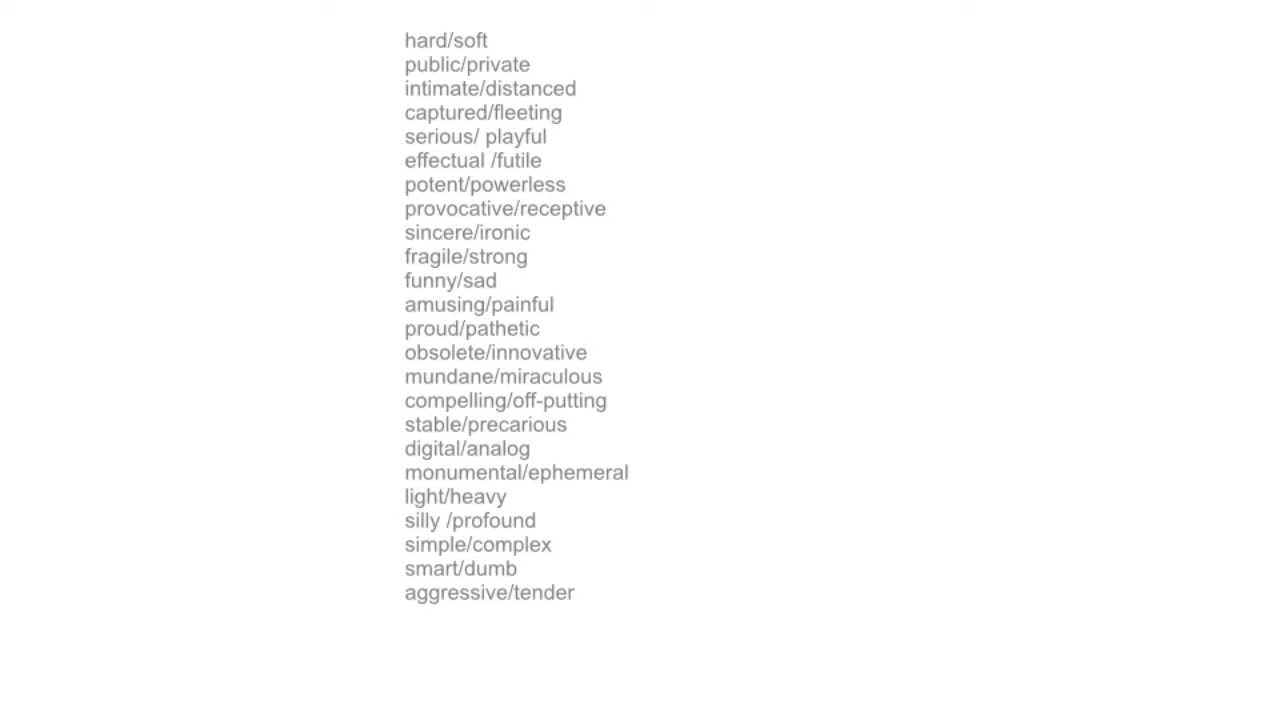 hard/soft
public/private
intimate/distanced
captured/fleeting
serious/ playful
effectual /futile
potent/powerless
provocative/receptive
sincere/ironic
fragile/strong
funny/sad
amusing/painful
proud/pathetic
obsolete/innovative
mundane/miraculous
compelling/off-putting
stable/precarious
digital/analog
monumental/ephemeral
light/heavy
silly /profound
simple/complex
smart/dumb
aggressive/tender